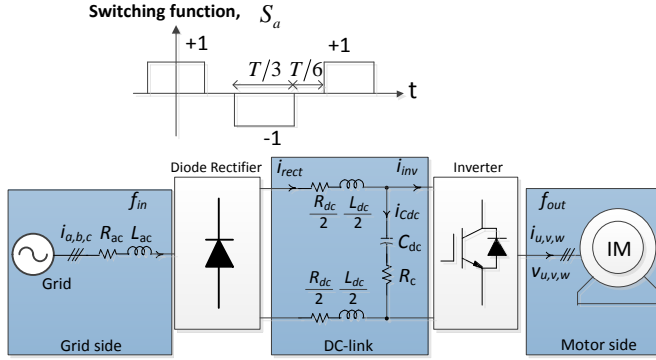 Switching function, S_a
+1
+1
T/3
T/6
t
-1
Diode Rectifier
i_rect
i_inv
Inverter
f_in
R_dc/2
L_dc/2
i_Cdc
f_out
i_a,b,c
R_ac
L_ac
C_dc
i_u,v,w
IM
Grid
R_dc/2
L_dc/2
R_c
v_u,v,w
Grid side
DC-link
Motor side